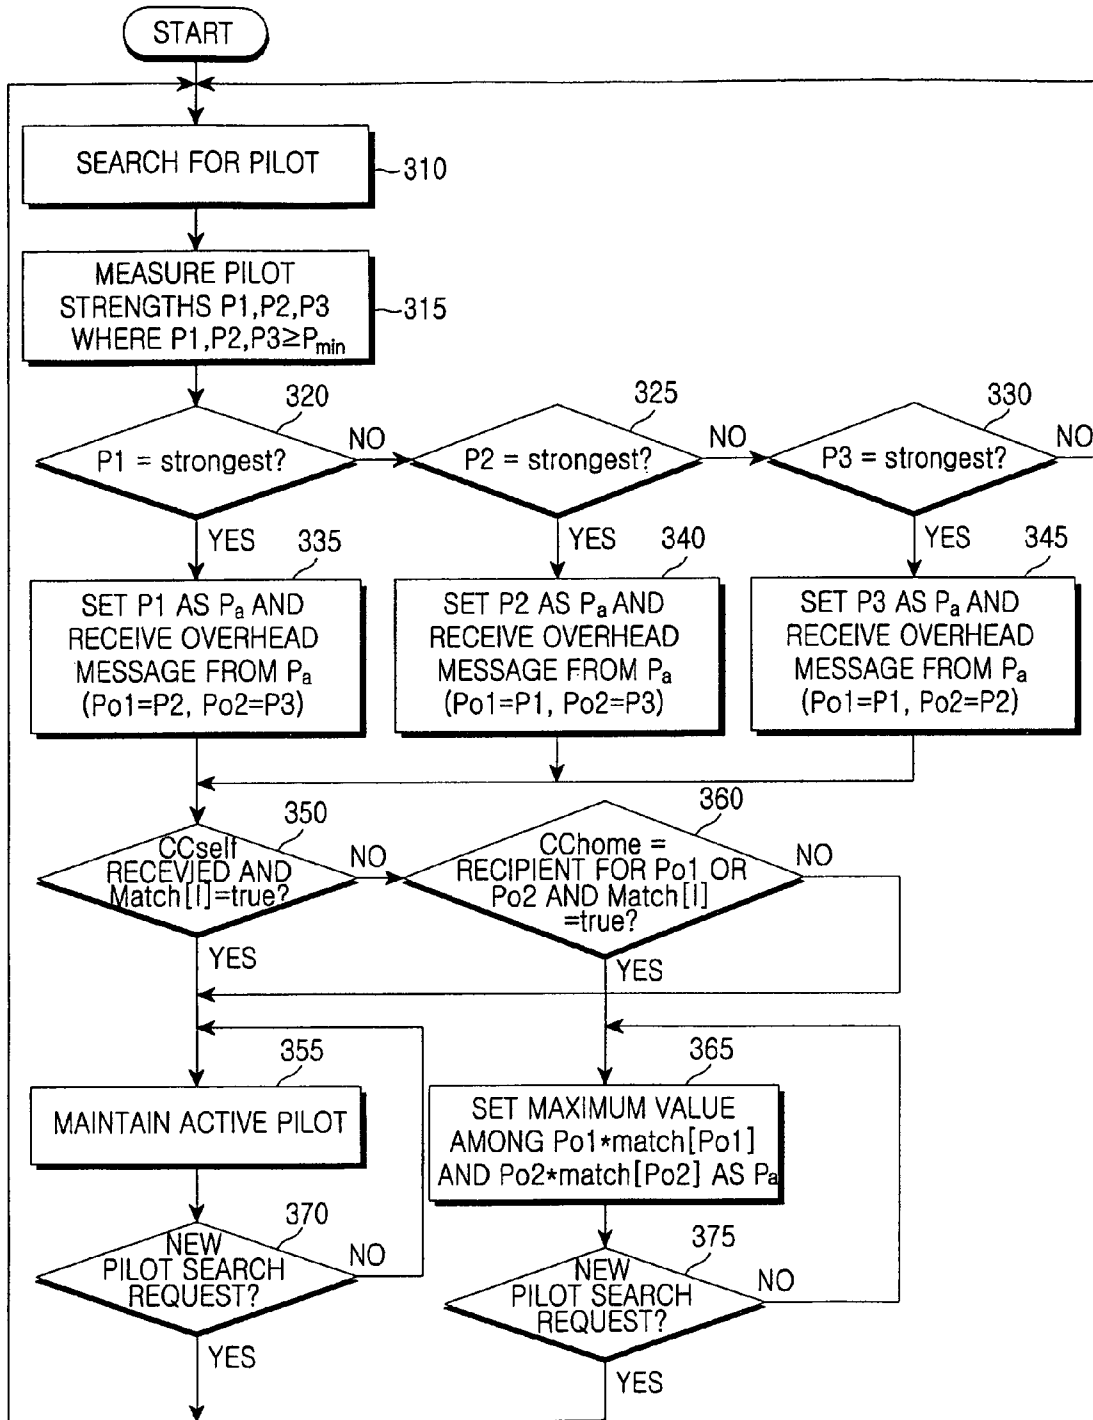 START
SEARCH FOR PILOT
310
MEASURE PILOT
STRENGTHS P1,P2,P3
WHERE P1,P2,P3≥Pmin
315
320
P1 = strongest?
NO
325
P2 = strongest?
NO
330
P3 = strongest?
NO
YES
335
YES
340
YES
345
SET P1 AS Pa AND
RECEIVE OVERHEAD
MESSAGE FROM Pa
(Po1=P2, Po2=P3)
SET P2 AS Pa AND
RECEIVE OVERHEAD
MESSAGE FROM Pa
(Po1=P1, Po2=P3)
SET P3 AS Pa AND
RECEIVE OVERHEAD
MESSAGE FROM Pa
(Po1=P1, Po2=P2)
350
CCself
RECEVIED AND
Match[I]=true?
NO
360
CChome =
RECIPIENT FOR Po1 OR
Po2 AND Match[I]
=true?
NO
YES
YES
355
MAINTAIN ACTIVE PILOT
365
SET MAXIMUM VALUE
AMONG Po1*match[Po1]
AND Po2*match[Po2] AS Pa
370
NEW
PILOT SEARCH
REQUEST?
NO
375
NEW
PILOT SEARCH
REQUEST?
NO
YES
YES